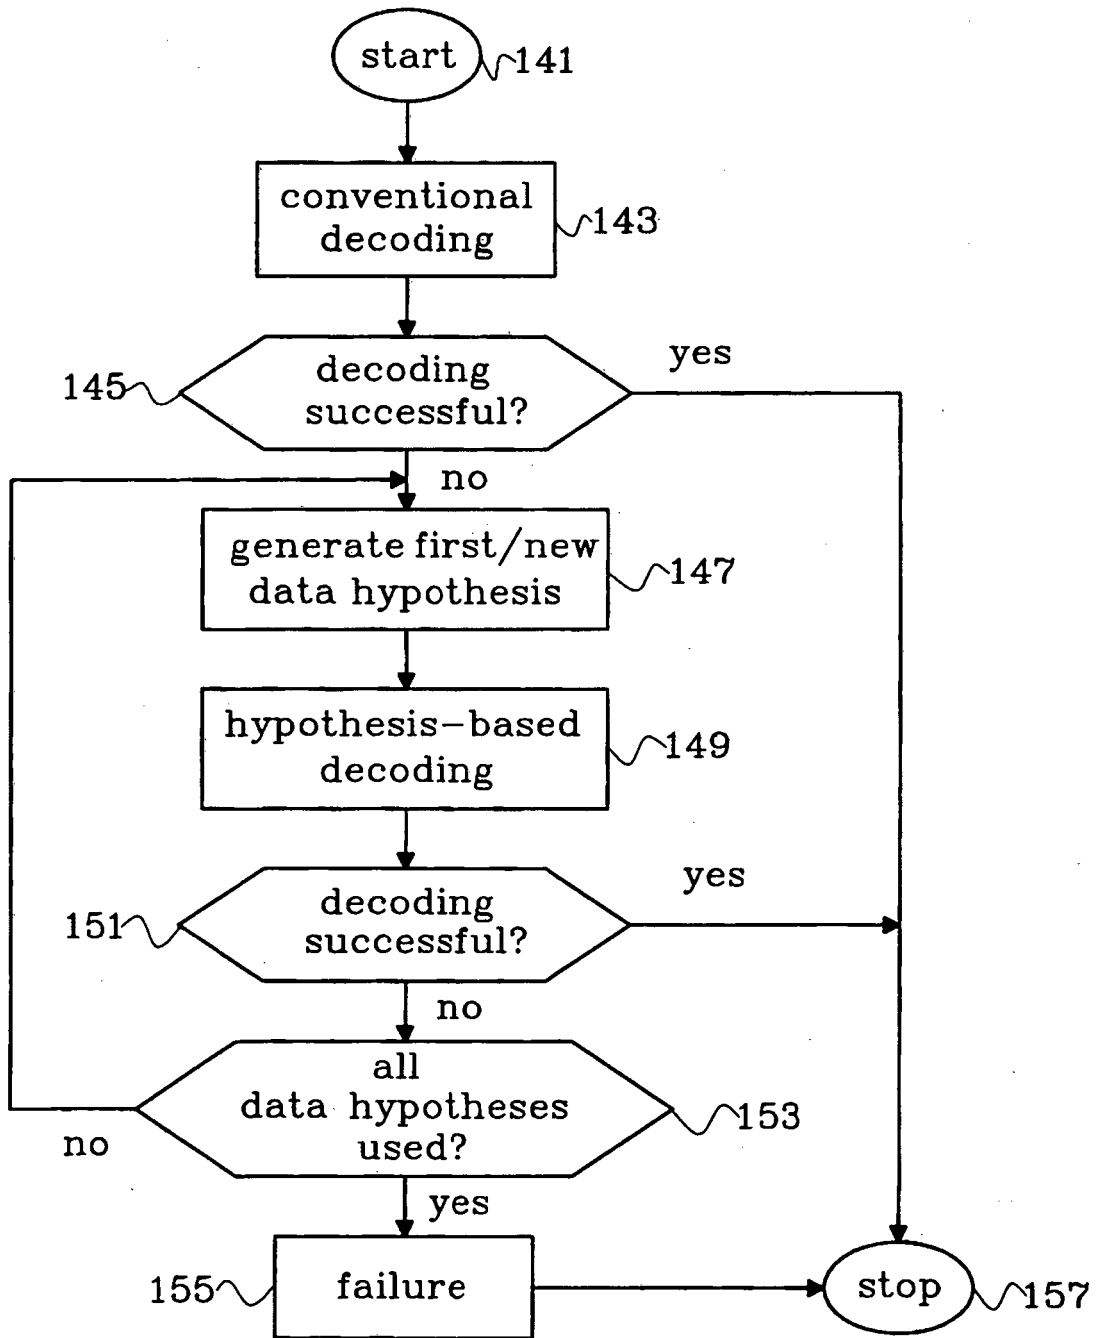 start
141
conventional
decoding
143
decoding
successful?
145
yes
no
generate first/new
data hypothesis
147
hypothesis-based
decoding
149
decoding
successful?
151
yes
no
all
data hypotheses
used?
153
no
yes
failure
155
stop
157